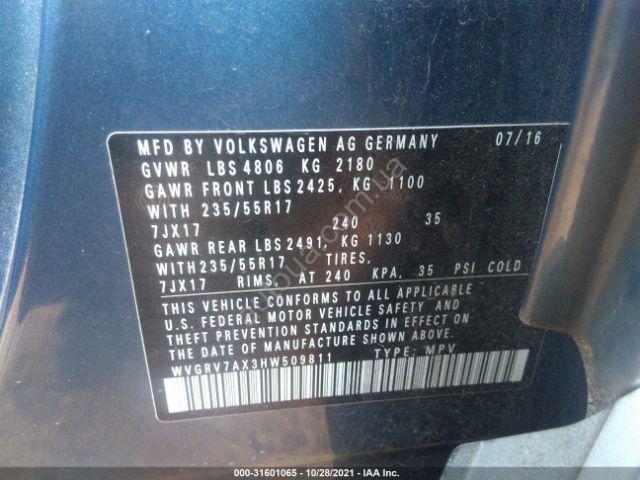 MFD BY VOLKSWAGEN AG GERMANY 07/16
GVWR LBS 4806 KG 2180
GAWR FRONT LBS 2425, KG 1100
WITH 235/55R17
7JX17 240 35
GAWR REAR LBS 2491, KG 1130
WITH 235/55R17 TIRES,
7JX17 RIMS, AT 240 KPA, 35 PSI COLD
THIS VEHICLE CONFORMS TO ALL APPLICABLE
U.S. FEDERAL MOTOR VEHICLE SAFETY AND
THEFT PREVENTION STANDARDS IN EFFECT ON
THE DATE OF MANUFACTURE SHOWN ABOVE.
WVGRV7AX3HW509811 TYPE: MPV
000-31601065 • 10/28/2021 • IAA Inc.